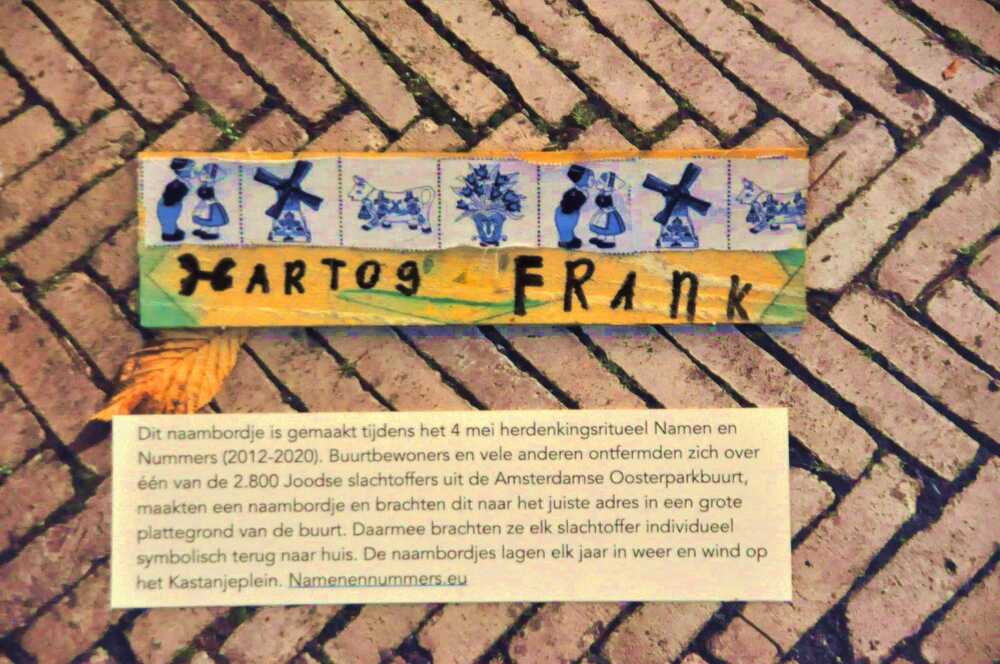 HARTOG FRANK
Dit naambordje is gemaakt tijdens het 4 mei herdenkingsritueel Namen en
Nummers (2012-2020). Buurtbewoners en vele anderen ontfermden zich over
één van de 2.800 Joodse slachtoffers uit de Amsterdamse Oosterparkbuurt,
maakten een naambordje en brachten dit naar het juiste adres in een grote
plattegrond van de buurt. Daarmee brachten ze elk slachtoffer individueel
symbolisch terug naar huis. De naambordjes lagen elk jaar in weer en wind op
het Kastanjeplein. Namenennummers.eu